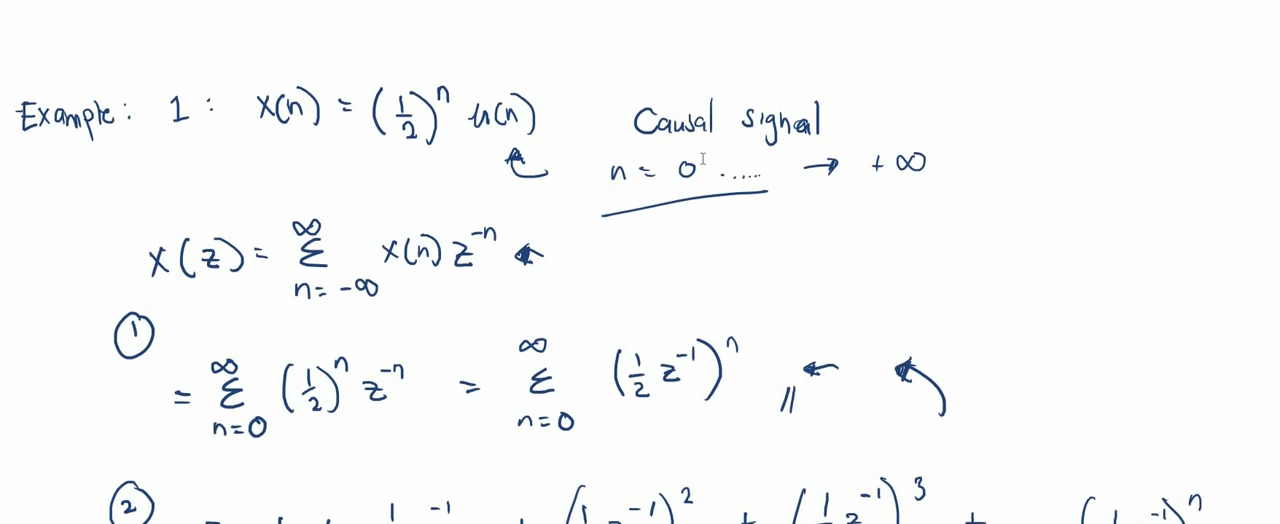 Example: 1: x(n) = (1/2)^n u(n) Causal signal
n = 0 ...... → + ∞
X(z) = Σ_{n=-∞}^{∞} x(n) z^{-n} ←
①
= Σ_{n=0}^{∞} (1/2)^n z^{-n} = Σ_{n=0}^{∞} (1/2 z^{-1})^n // ←
②